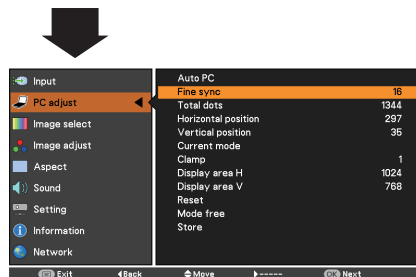 Input
PC adjust
Image select
Image adjust
Aspect
Sound
Setting
Information
Network
Auto PC
Fine sync 16
Total dots 1344
Horizontal position 297
Vertical position 35
Current mode
Clamp 1
Display area H 1024
Display area V 768
Reset
Mode free
Store
Exit Back Move ----- OK Next